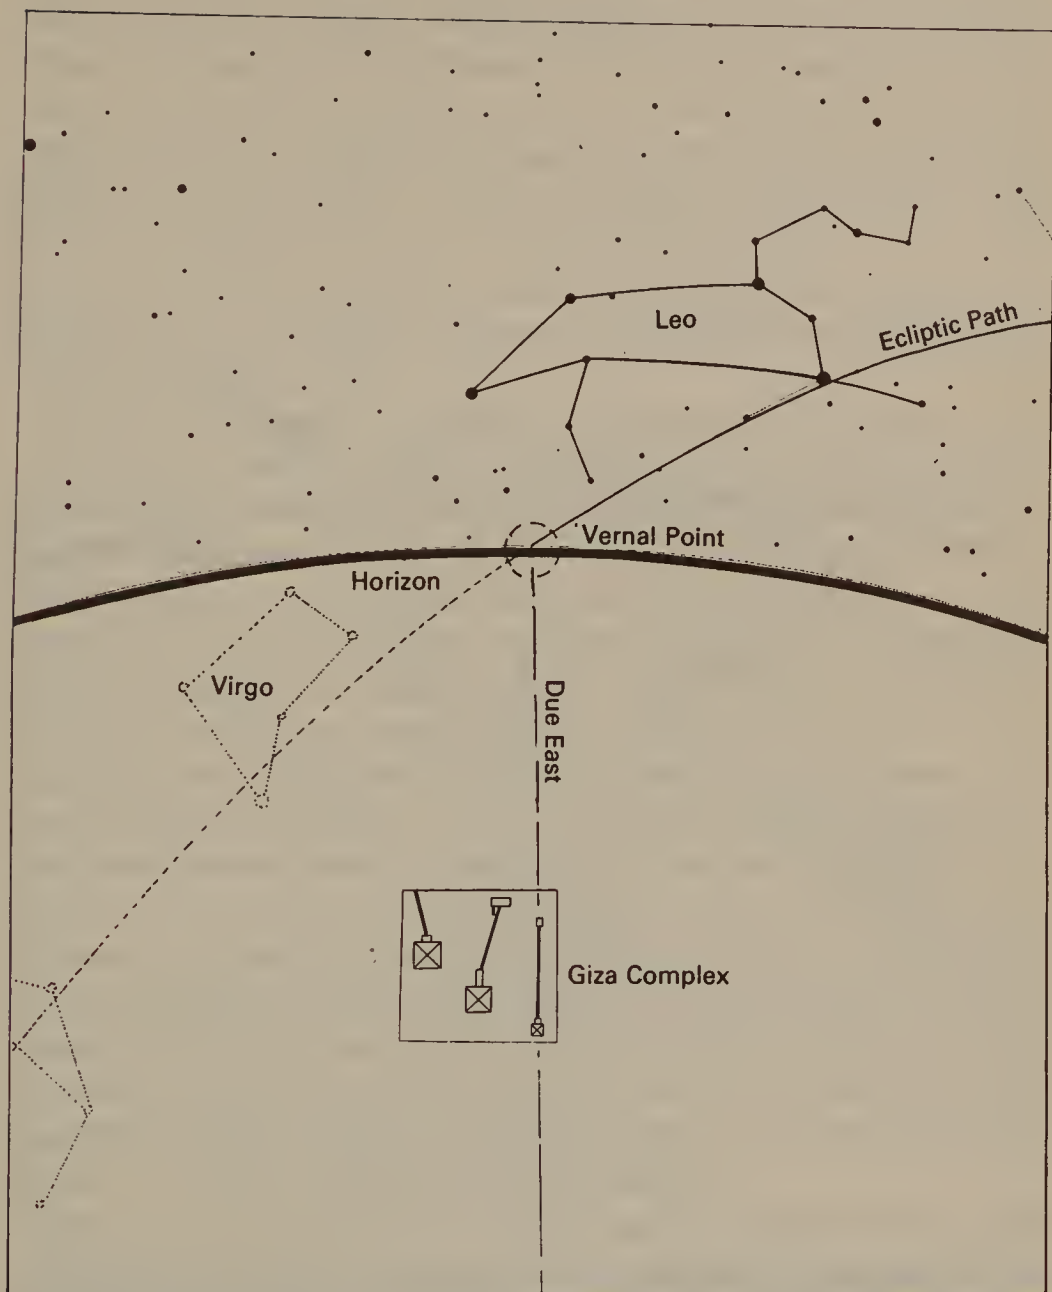 Leo
Ecliptic Path
Vernal Point
Horizon
Virgo
Due East
Giza Complex